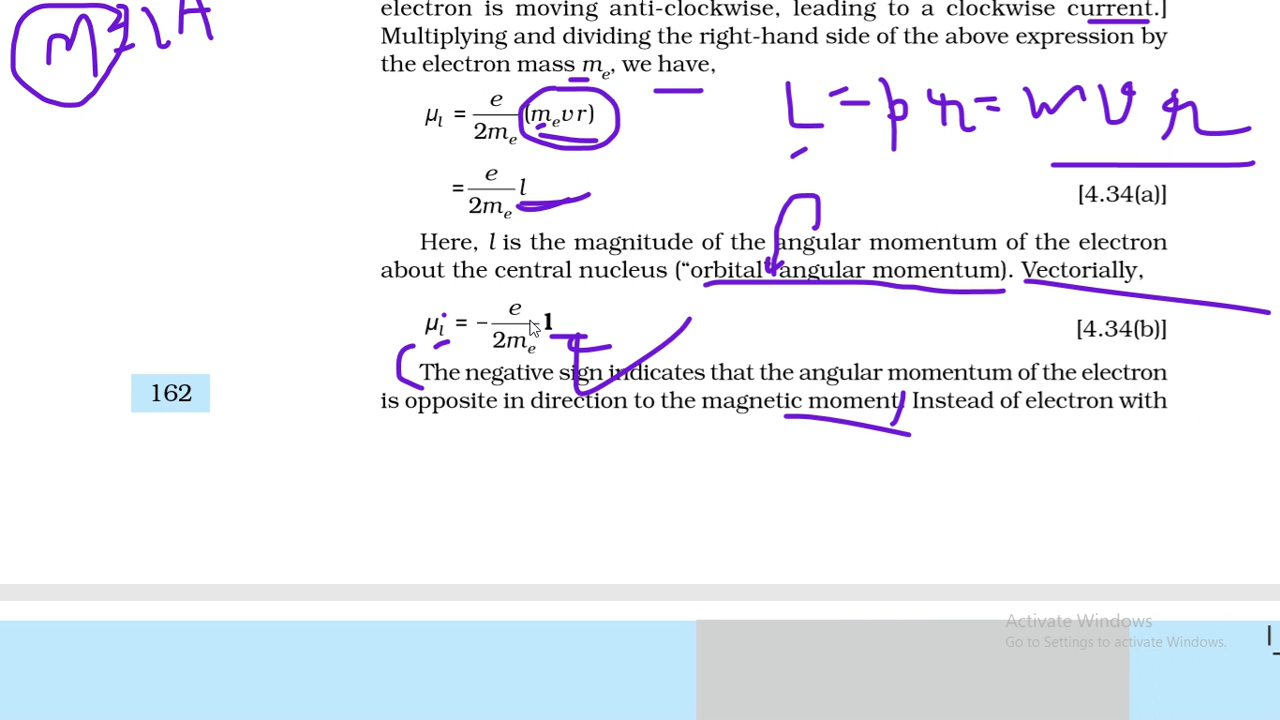 M = iA
electron is moving anti-clockwise, leading to a clockwise current.]
Multiplying and dividing the right-hand side of the above expression by
the electron mass mₑ, we have,
μₗ = e/2mₑ (mₑvr)
L = pr = mvr
= e/2mₑ l
[4.34(a)]
Here, l is the magnitude of the angular momentum of the electron
about the central nucleus (“orbital” angular momentum). Vectorially,
μₗ = − e/2mₑ l
[4.34(b)]
The negative sign indicates that the angular momentum of the electron
is opposite in direction to the magnetic moment. Instead of electron with
162
Activate Windows
Go to Settings to activate Windows.